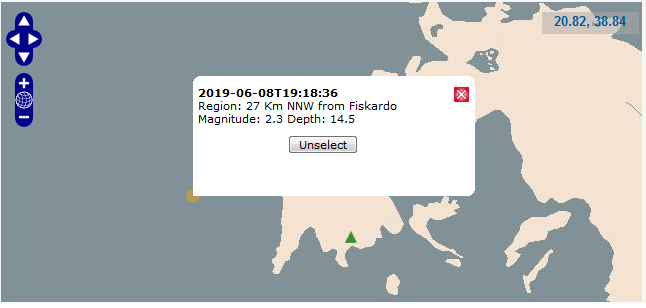 20.82, 38.84
2019-06-08T19:18:36
Region: 27 Km NNW from Fiskardo
Magnitude: 2.3 Depth: 14.5
Unselect